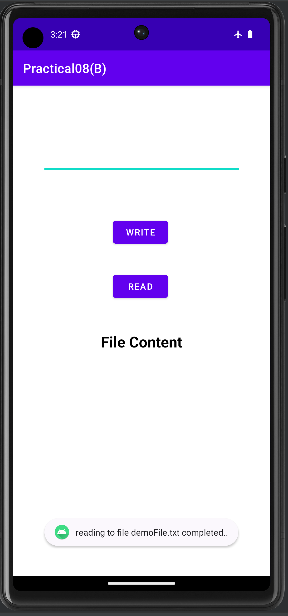 3:21
Practical08(B)
WRITE
READ
File Content
reading to file demoFile.txt completed..